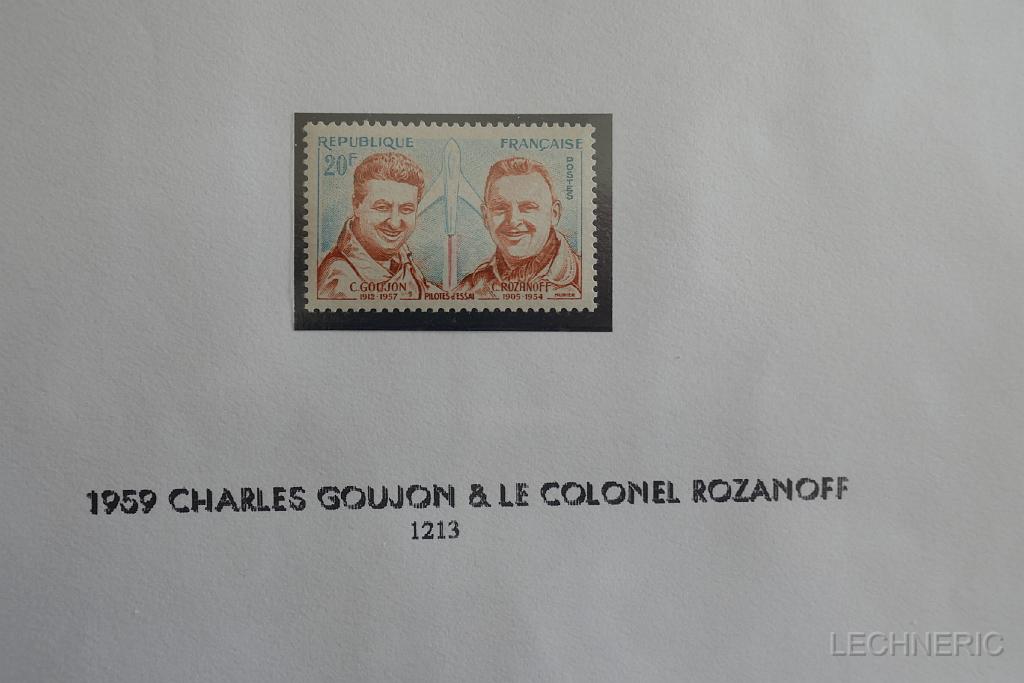 REPUBLIQUE FRANÇAISE
20F
POSTES
C.GOUJON C.ROZANOFF
1912-1957 PILOTES D'ESSAI 1905-1954
1959 CHARLES GOUJON & LE COLONEL ROZANOFF
1213
LECHNERIC